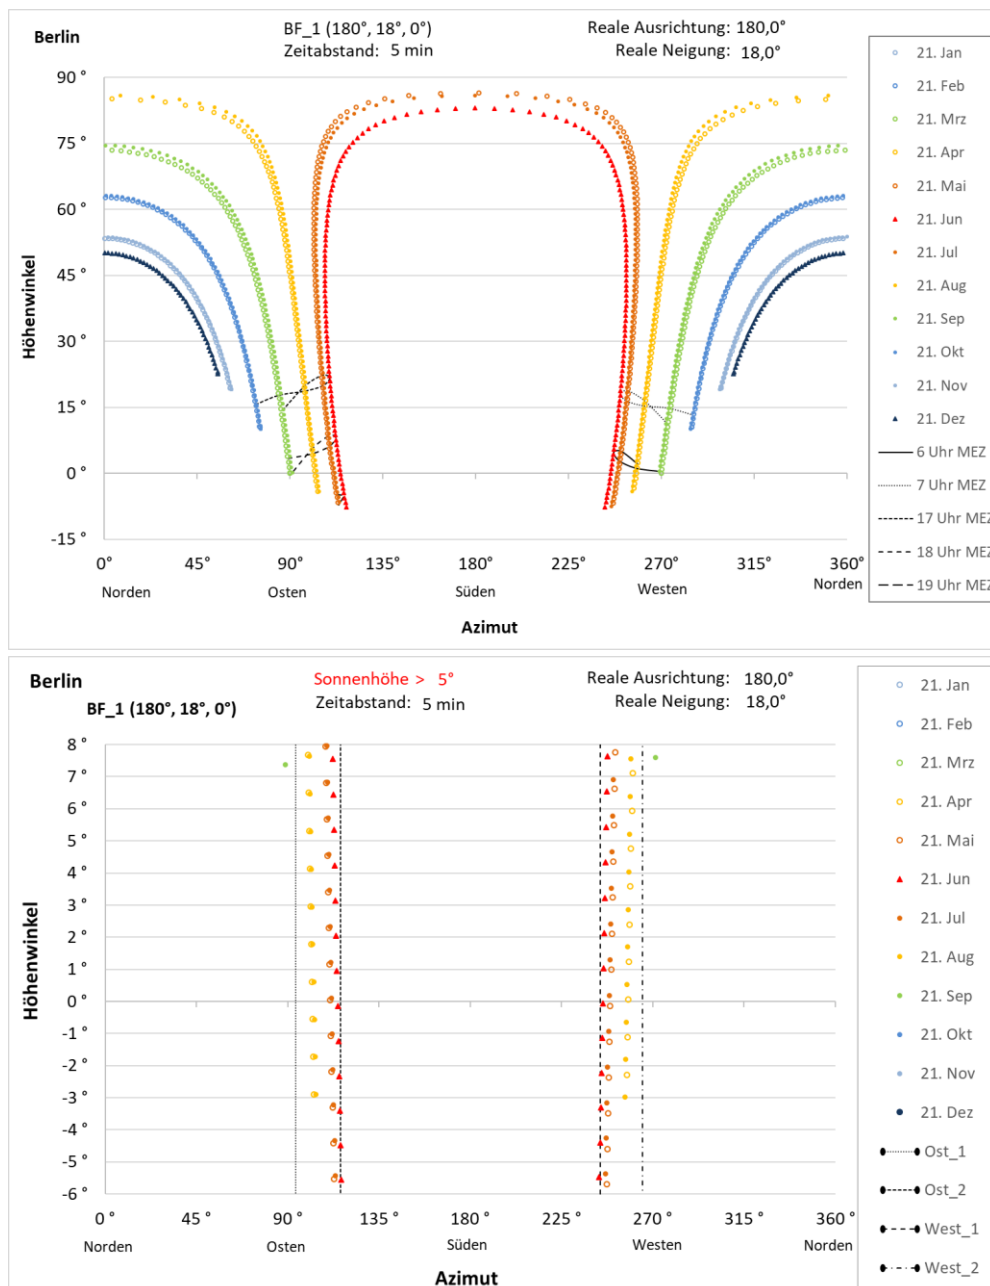 Berlin
BF_1 (180°, 18°, 0°)
Zeitabstand: 5 min
Reale Ausrichtung: 180,0°
Reale Neigung: 18,0°
90 °
75 °
60 °
45 °
30 °
15 °
0 °
-15 °
Höhenwinkel
0° 45° 90 ° 135 ° 180 ° 225 ° 270 ° 315 ° 360 °
Norden Osten Süden Westen Norden
Azimut
21. Jan
21. Feb
21. Mrz
21. Apr
21. Mai
21. Jun
21. Jul
21. Aug
21. Sep
21. Okt
21. Nov
21. Dez
6 Uhr MEZ
7 Uhr MEZ
17 Uhr MEZ
18 Uhr MEZ
19 Uhr MEZ
Berlin
BF_1 (180°, 18°, 0°)
Sonnenhöhe > 5°
Zeitabstand: 5 min
Reale Ausrichtung: 180,0°
Reale Neigung: 18,0°
8 °
7 °
6 °
5 °
4 °
3 °
2 °
1 °
0 °
-1 °
-2 °
-3 °
-4 °
-5 °
-6 °
Höhenwinkel
0 ° 45 ° 90 ° 135 ° 180 ° 225 ° 270 ° 315 ° 360 °
Norden Osten Süden Westen Norden
Azimut
21. Jan
21. Feb
21. Mrz
21. Apr
21. Mai
21. Jun
21. Jul
21. Aug
21. Sep
21. Okt
21. Nov
21. Dez
Ost_1
Ost_2
West_1
West_2